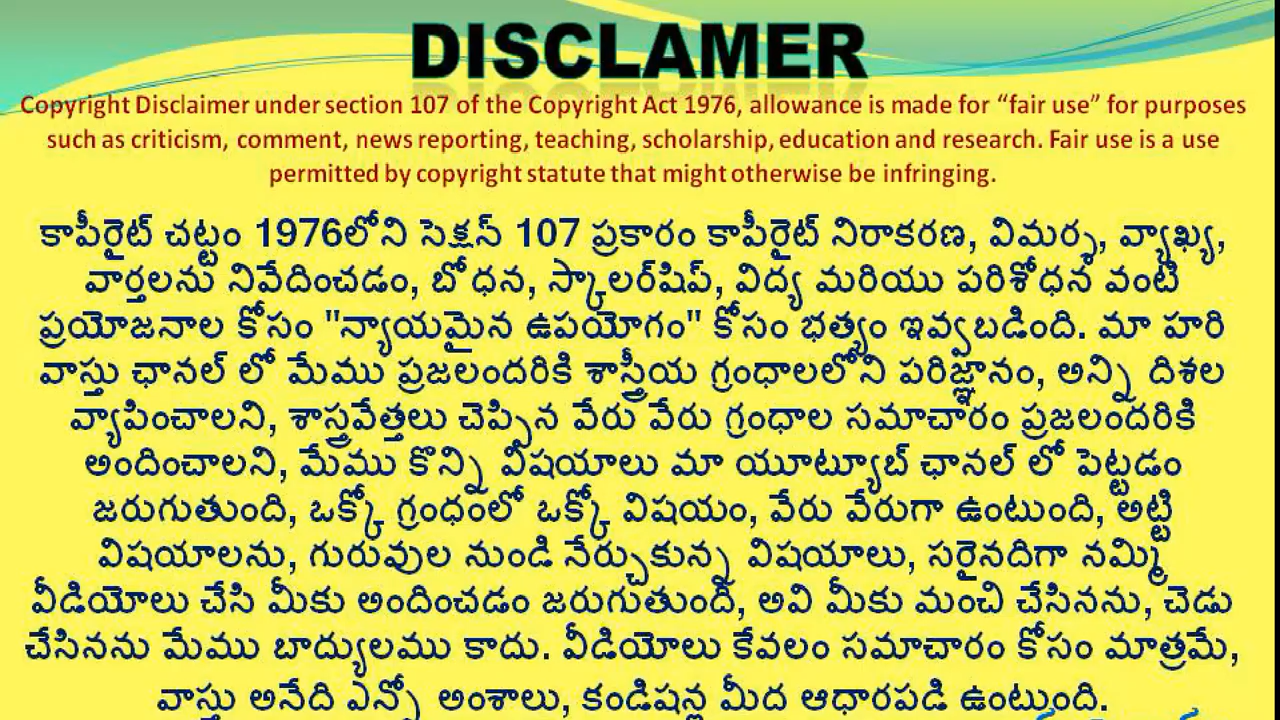 DISCLAMER
Copyright Disclaimer under section 107 of the Copyright Act 1976, allowance is made for “fair use” for purposes
such as criticism, comment, news reporting, teaching, scholarship, education and research. Fair use is a use
permitted by copyright statute that might otherwise be infringing.
కాపీరైట్ చట్టం 1976లోని సెక్షన్ 107 ప్రకారం కాపీరైట్ నిరాకరణ, విమర్శ, వ్యాఖ్య,
వార్తలను నివేదించడం, బోధన, స్కాలర్‌షిప్, విద్య మరియు పరిశోధన వంటి
ప్రయోజనాల కోసం "న్యాయమైన ఉపయోగం" కోసం భత్యం ఇవ్వబడింది. మా హరి
వాస్తు ఛానల్ లో మేము ప్రజలందరికి శాస్త్రీయ గ్రంధాలలోని పరిజ్ఞానం, అన్ని దిశల
వ్యాపించాలని, శాస్త్రవేత్తలు చెప్పిన వేరు వేరు గ్రంధాల సమాచారం ప్రజలందరికి
అందించాలని, మేము కొన్ని విషయాలు మా యూట్యూబ్ ఛానల్ లో పెట్టడం
జరుగుతుంది, ఒక్కో గ్రంధంలో ఒక్కో విషయం, వేరు వేరుగా ఉంటుంది, అట్టి
విషయాలను, గురువుల నుండి నేర్చుకున్న విషయాలు, సరైనదిగా నమ్మి
వీడియోలు చేసి మీకు అందించడం జరుగుతుంది, అవి మీకు మంచి చేసినను, చెడు
చేసినను మేము బాద్యులము కాదు. వీడియోలు కేవలం సమాచారం కోసం మాత్రమే,
వాస్తు అనేది ఎన్నో అంశాలు, కండిషన్ల మీద ఆధారపడి ఉంటుంది.